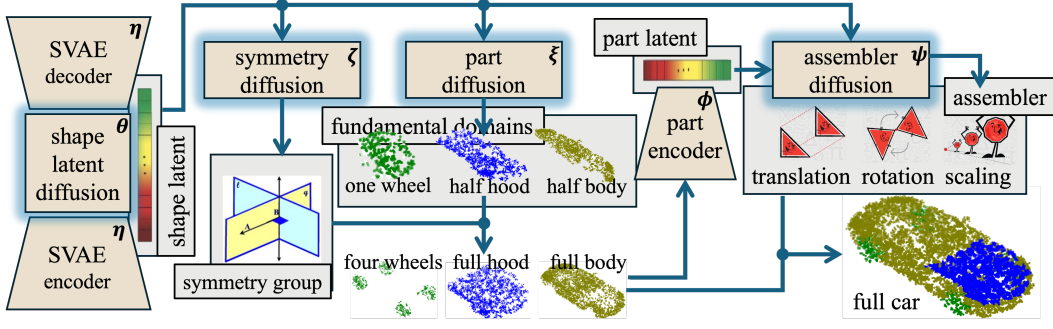 SVAE
decoder
η
shape
latent
diffusion
θ
SVAE
encoder
η
shape latent
symmetry
diffusion
ζ
symmetry group
part
diffusion
ξ
fundamental domains
one wheel
half hood
half body
four wheels
full hood
full body
part latent
part
encoder
ϕ
assembler
diffusion
ψ
assembler
translation
rotation
scaling
full car